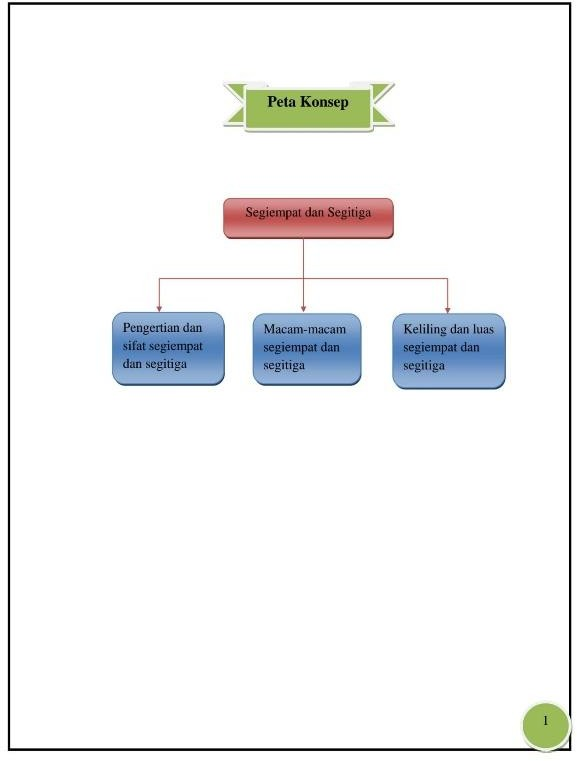 Peta Konsep
Segiempat dan Segitiga
Pengertian dan
sifat segiempat
dan segitiga
Macam-macam
segiempat dan
segitiga
Keliling dan luas
segiempat dan
segitiga
1